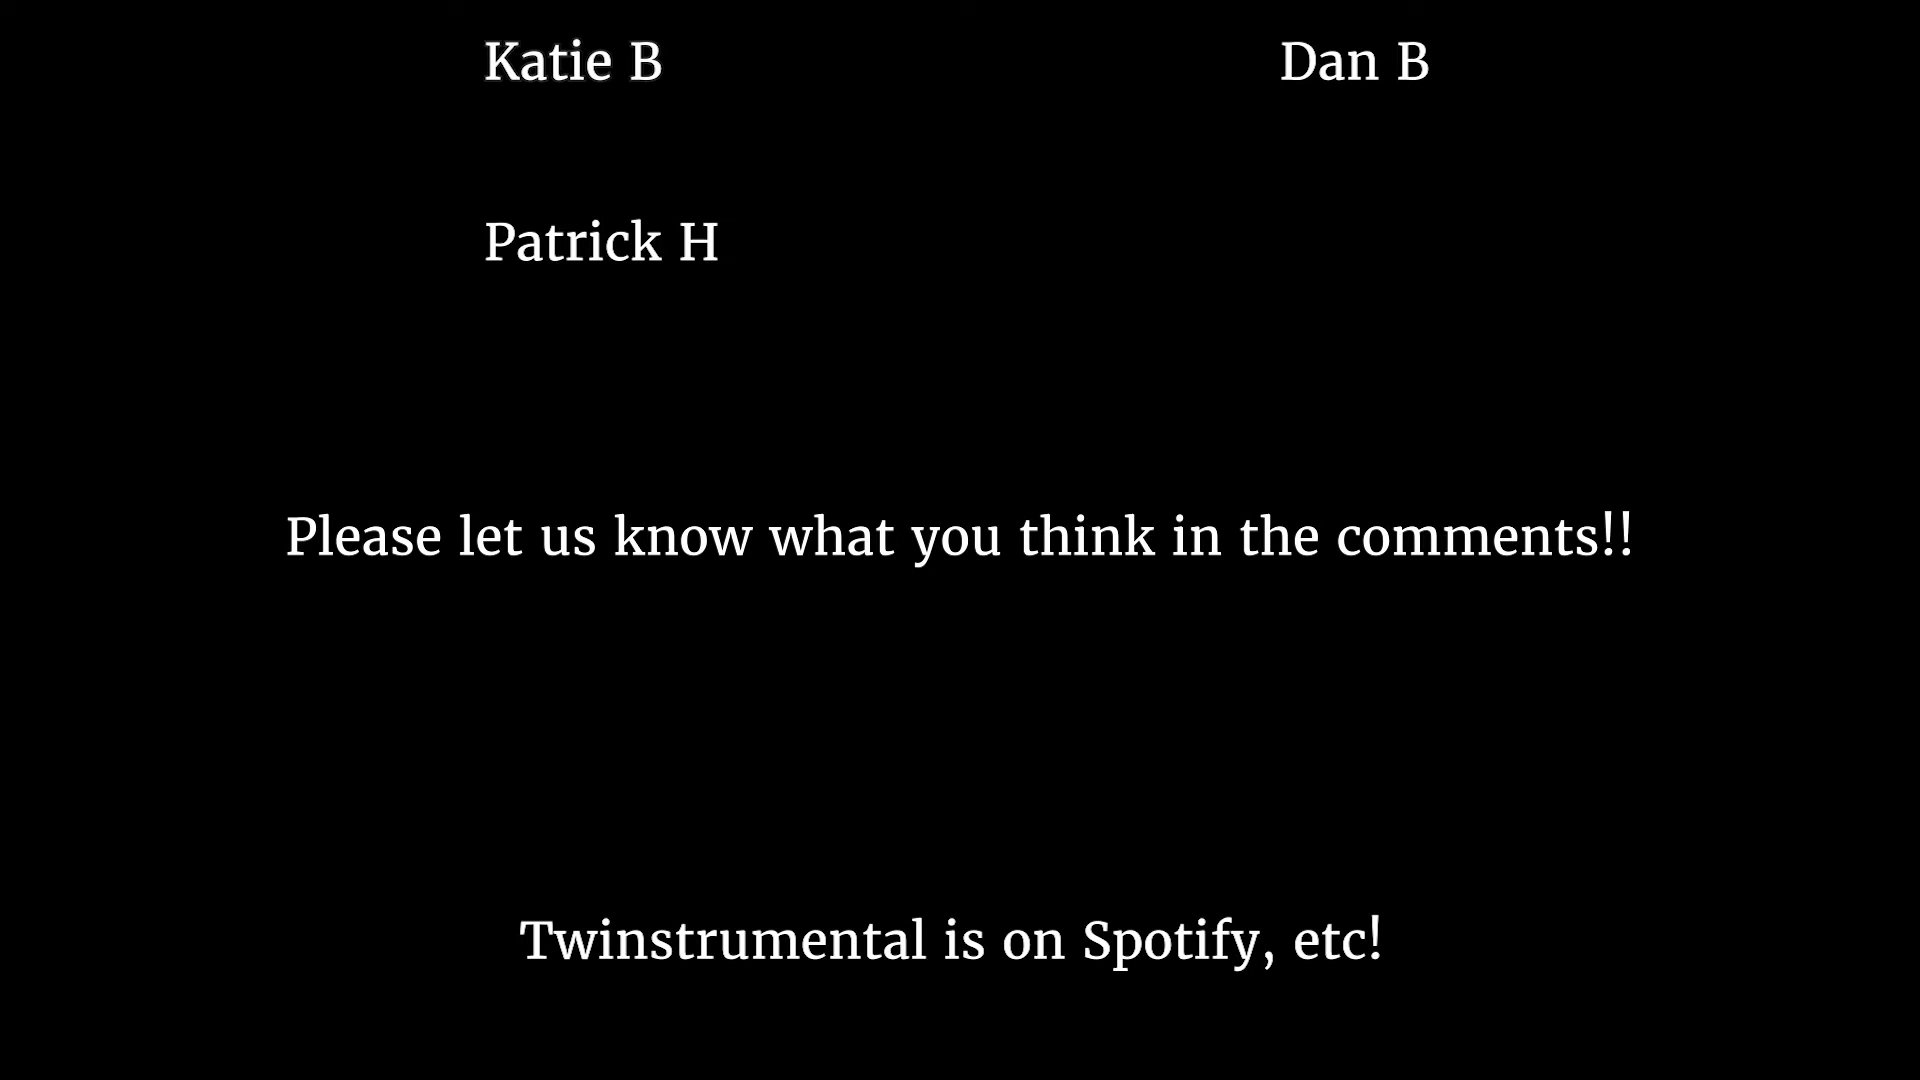 Katie B Dan B
Patrick H
Please let us know what you think in the comments!!
Twinstrumental is on Spotify, etc!